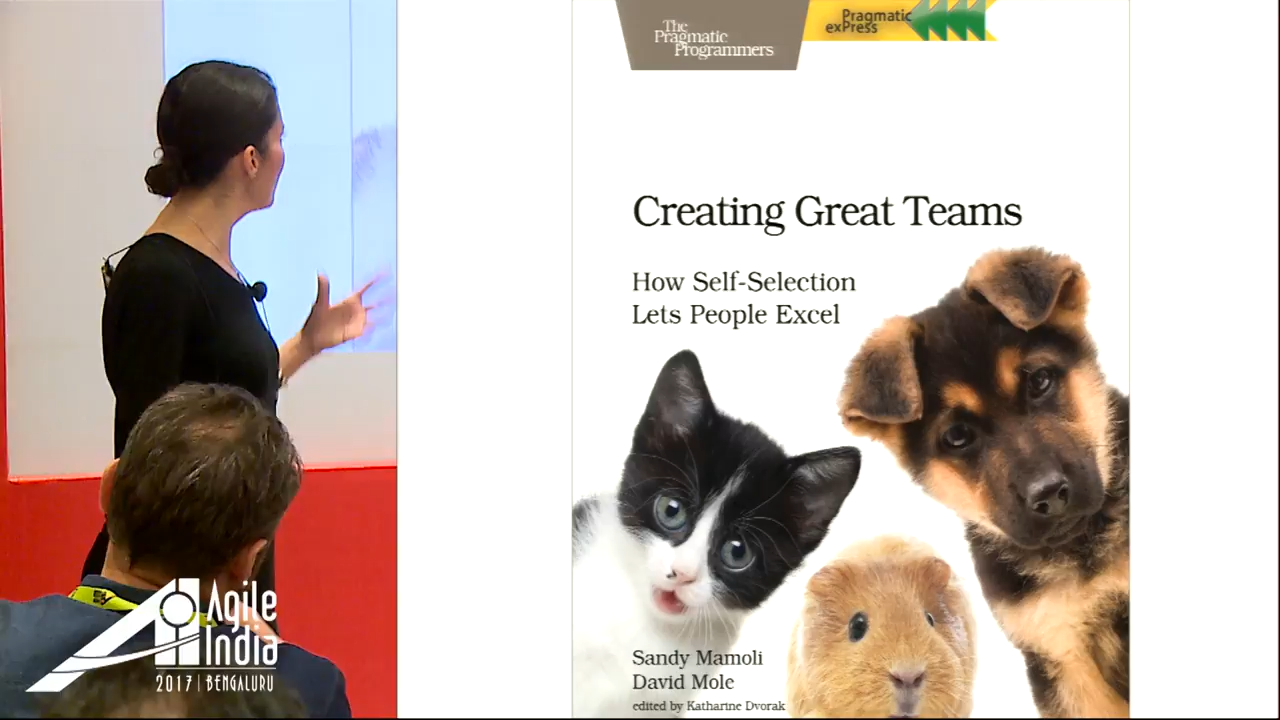 The
Pragmatic
Programmers
Pragmatic
exPress
Creating Great Teams
How Self-Selection
Lets People Excel
Sandy Mamoli
David Mole
edited by Katharine Dvorak
Agile
India
2017 | BENGALURU